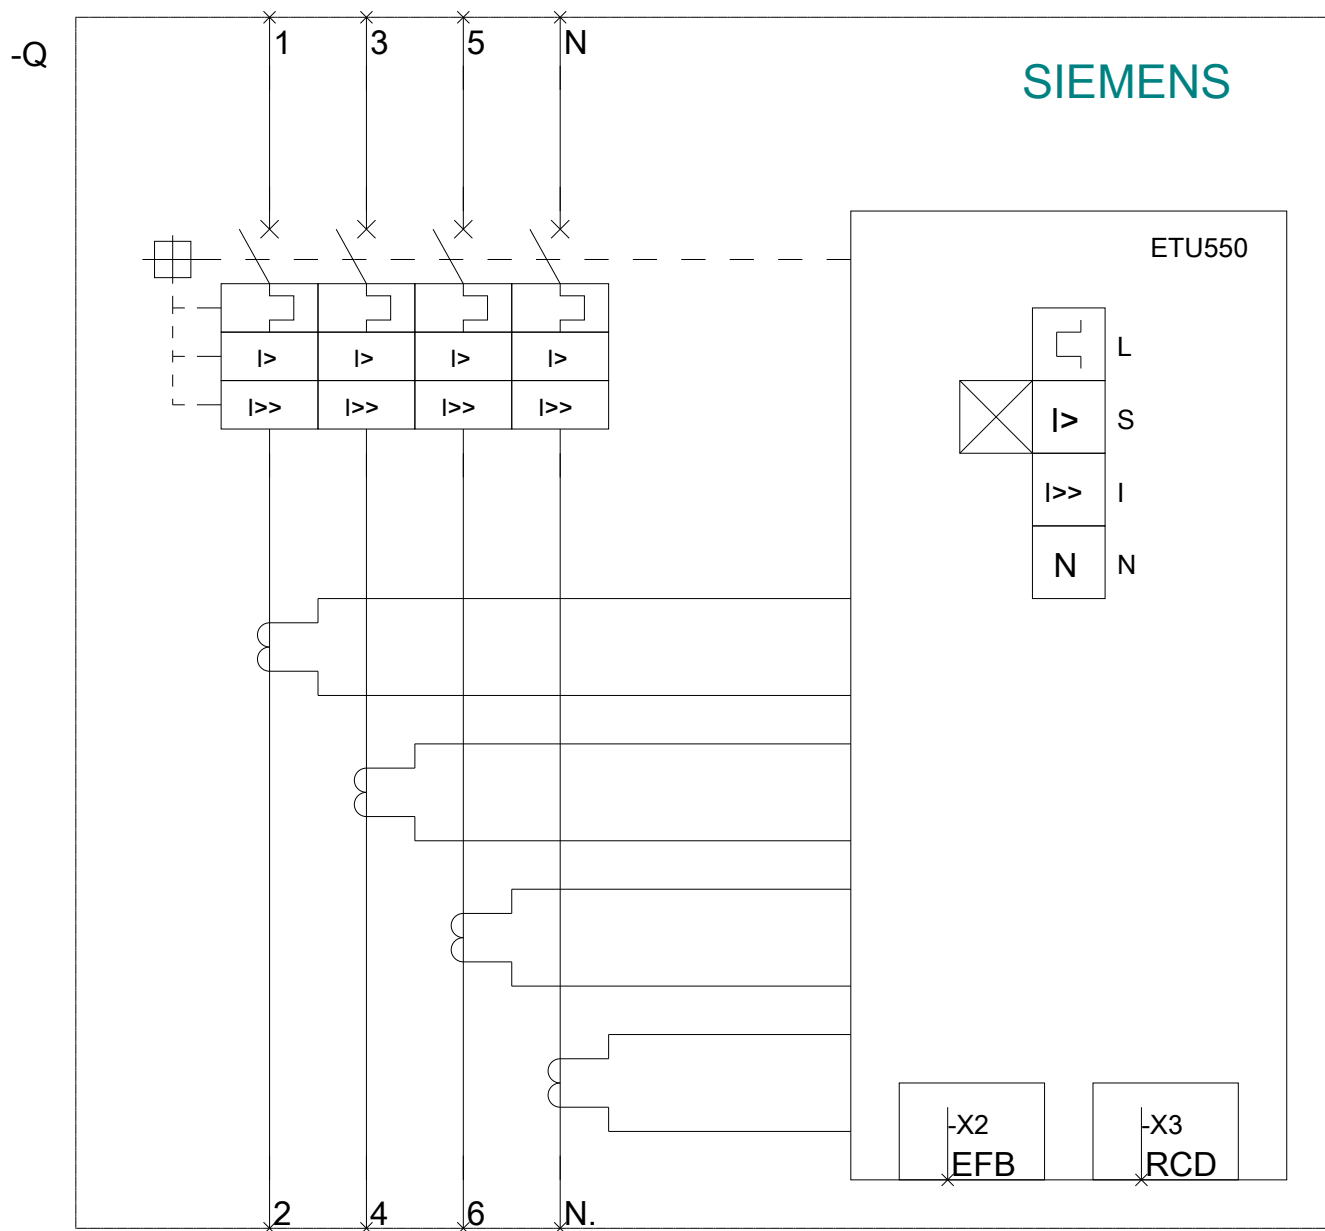 1 3 5 N
-Q
SIEMENS
ETU550
L
I> I> I> I>
I>> I>> I>> I>>
I> S
I>> I
N N
-X2 -X3
EFB RCD
2 4 6 N.